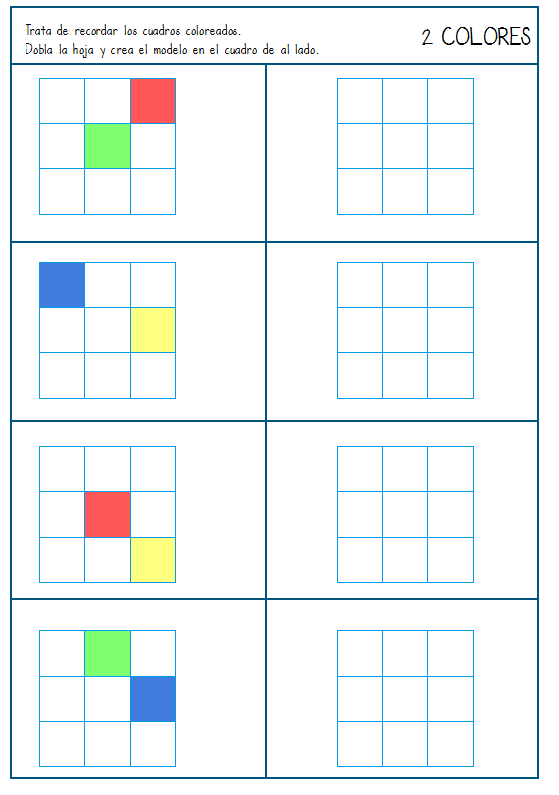 Trata de recordar los cuadros coloreados.
Dobla la hoja y crea el modelo en el cuadro de al lado.
2 COLORES